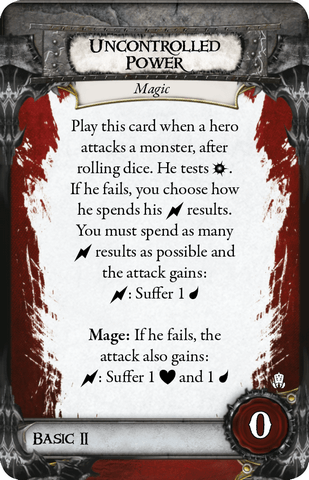 Uncontrolled
Power
Magic
Play this card when a hero
attacks a monster, after
rolling dice. He tests .
If he fails, you choose how
he spends his results.
You must spend as many
results as possible and
the attack gains:
: Suffer 1
Mage: If he fails, the
attack also gains:
: Suffer 1 and 1
Basic II
0